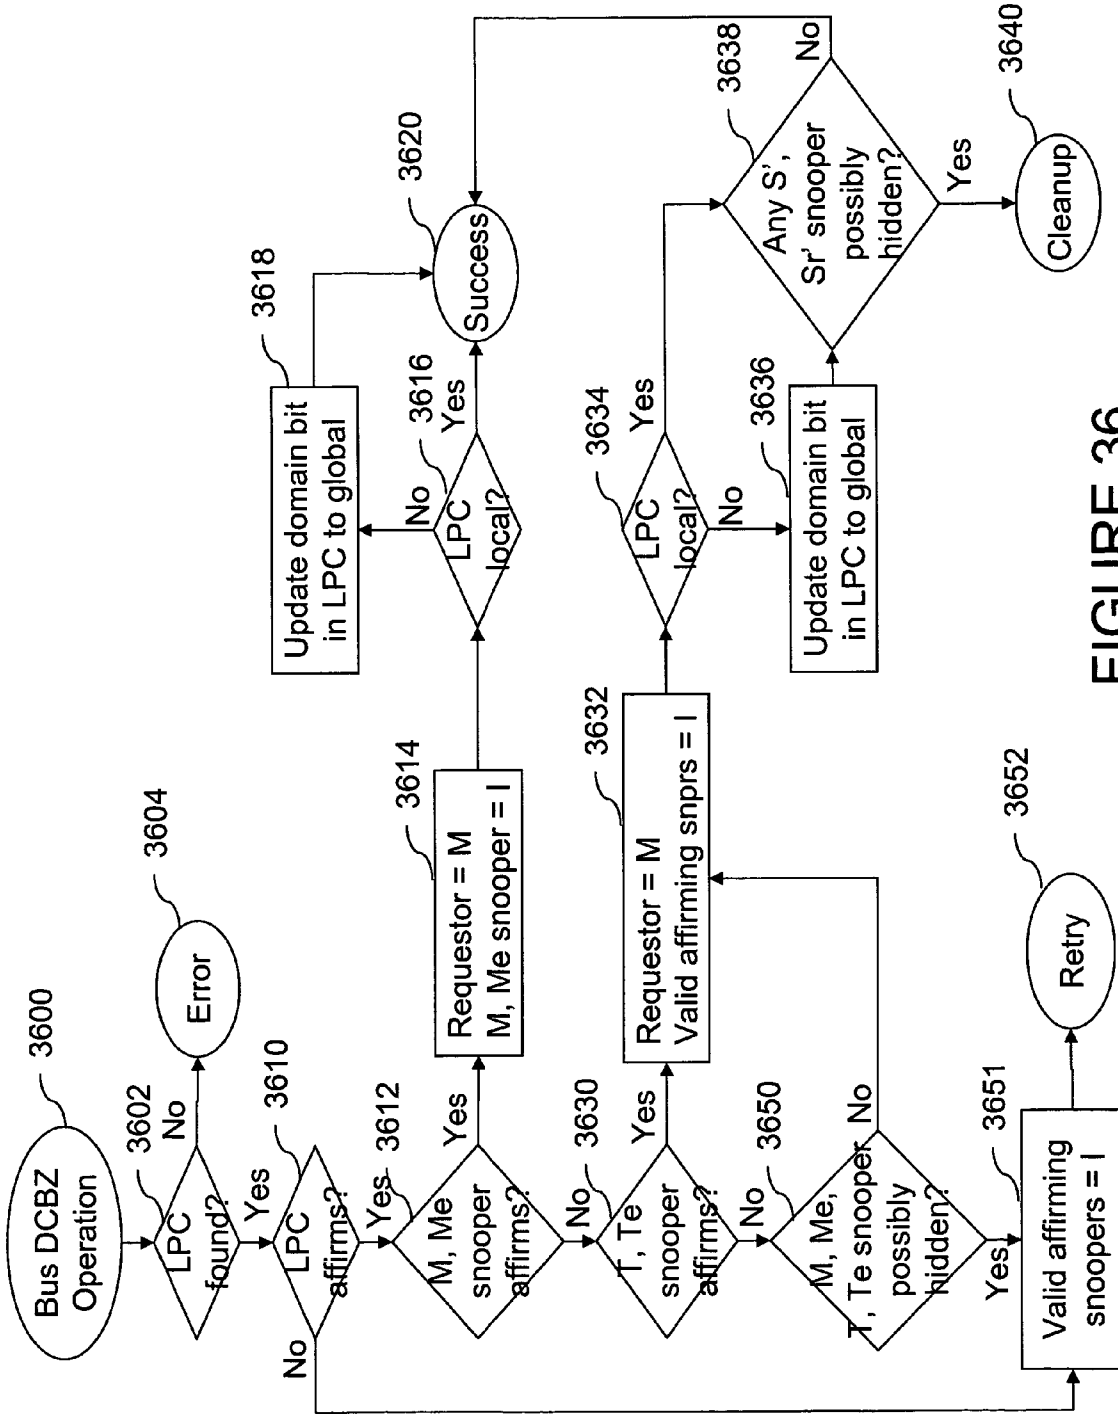 Bus DCBZ
Operation
3600
LPC
found?
3602
No
Error
3604
Yes
LPC
affirms?
3610
No
Yes
M, Me
snooper
affirms?
3612
Yes
Requestor = M
M, Me snooper = I
3614
LPC
local?
3616
No
Update domain bit
in LPC to global
3618
Yes
Success
3620
No
T, Te
snooper
affirms?
3630
Yes
Requestor = M
Valid affirming snprs = I
3632
LPC
local?
3634
Yes
No
Update domain bit
in LPC to global
3636
Any S',
Sr' snooper
possibly
hidden?
3638
No
Yes
Cleanup
3640
No
M, Me,
T, Te snooper
possibly
hidden?
3650
No
Yes
Valid affirming
snoopers = I
3651
Retry
3652
FIGURE 36